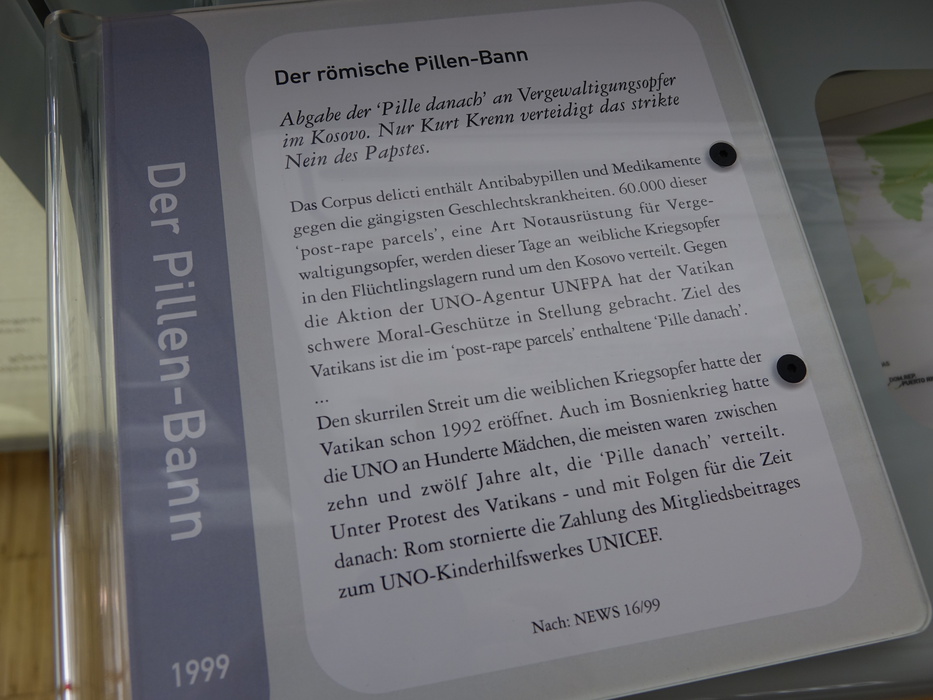 Der Pillen-Bann
1999
Der römische Pillen-Bann
Abgabe der ‘Pille danach’ an Vergewaltigungsopfer
im Kosovo. Nur Kurt Krenn verteidigt das strikte
Nein des Papstes.
Das Corpus delicti enthält Antibabypillen und Medikamente
gegen die gängigsten Geschlechtskrankheiten. 60.000 dieser
‘post-rape parcels’, eine Art Notausrüstung für Verge-
waltigungsopfer, werden dieser Tage an weibliche Kriegsopfer
in den Flüchtlingslagern rund um den Kosovo verteilt. Gegen
die Aktion der UNO-Agentur UNFPA hat der Vatikan
schwere Moral-Geschütze in Stellung gebracht. Ziel des
Vatikans ist die im ‘post-rape parcels’ enthaltene ‘Pille danach’.
...
Den skurrilen Streit um die weiblichen Kriegsopfer hatte der
Vatikan schon 1992 eröffnet. Auch im Bosnienkrieg hatte
die UNO an Hunderte Mädchen, die meisten waren zwischen
zehn und zwölf Jahre alt, die ‘Pille danach’ verteilt.
Unter Protest des Vatikans - und mit Folgen für die Zeit
danach: Rom stornierte die Zahlung des Mitgliedsbeitrages
zum UNO-Kinderhilfswerkes UNICEF.
Nach: NEWS 16/99